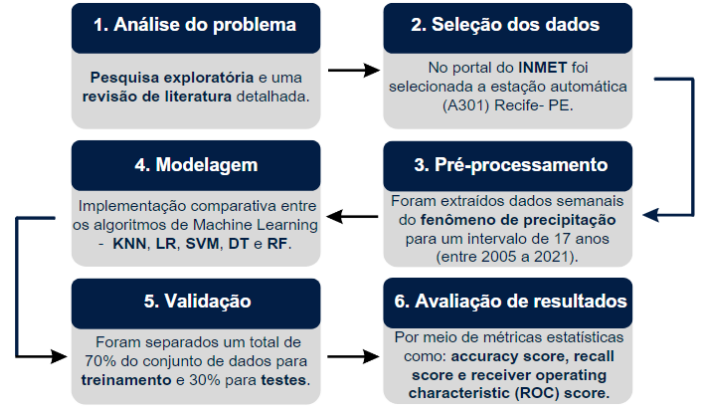 1. Análise do problema
Pesquisa exploratória e uma
revisão de literatura detalhada.
2. Seleção dos dados
No portal do INMET foi
selecionada a estação automática
(A301) Recife- PE.
3. Pré-processamento
Foram extraídos dados semanais
do fenômeno de precipitação
para um intervalo de 17 anos
(entre 2005 a 2021).
4. Modelagem
Implementação comparativa entre
os algoritmos de Machine Learning
- KNN, LR, SVM, DT e RF.
5. Validação
Foram separados um total de
70% do conjunto de dados para
treinamento e 30% para testes.
6. Avaliação de resultados
Por meio de métricas estatísticas
como: accuracy score, recall
score e receiver operating
characteristic (ROC) score.